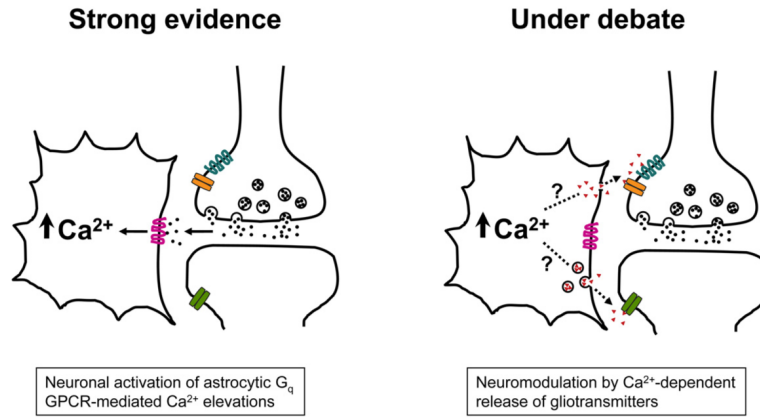 Strong evidence
Under debate
Ca²⁺
?
Ca²⁺
?
Neuronal activation of astrocytic Gq
GPCR-mediated Ca²⁺ elevations
Neuromodulation by Ca²⁺-dependent
release of gliotransmitters